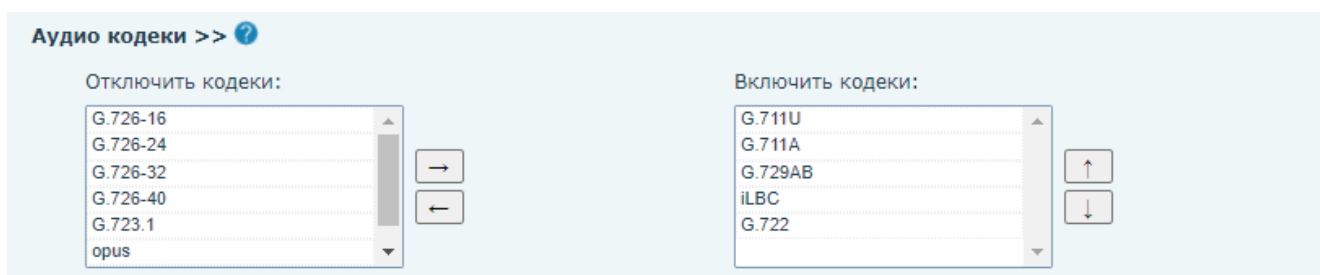 Аудио кодеки >> ?
Отключить кодеки:
G.726-16
G.726-24
G.726-32
G.726-40
G.723.1
opus
→
←
Включить кодеки:
G.711U
G.711A
G.729AB
iLBC
G.722
↑
↓